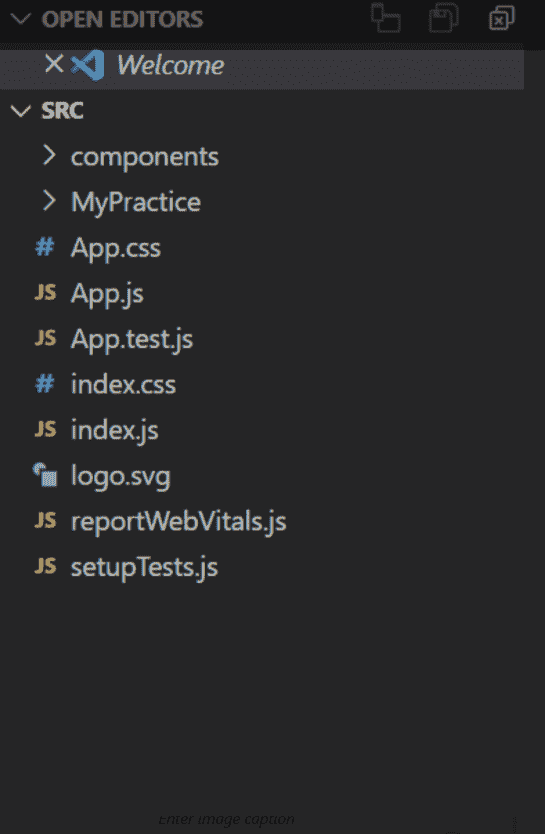 OPEN EDITORS
Welcome
SRC
components
MyPractice
# App.css
JS App.js
JS App.test.js
# index.css
JS index.js
logo.svg
JS reportWebVitals.js
JS setupTests.js
Enter image caption